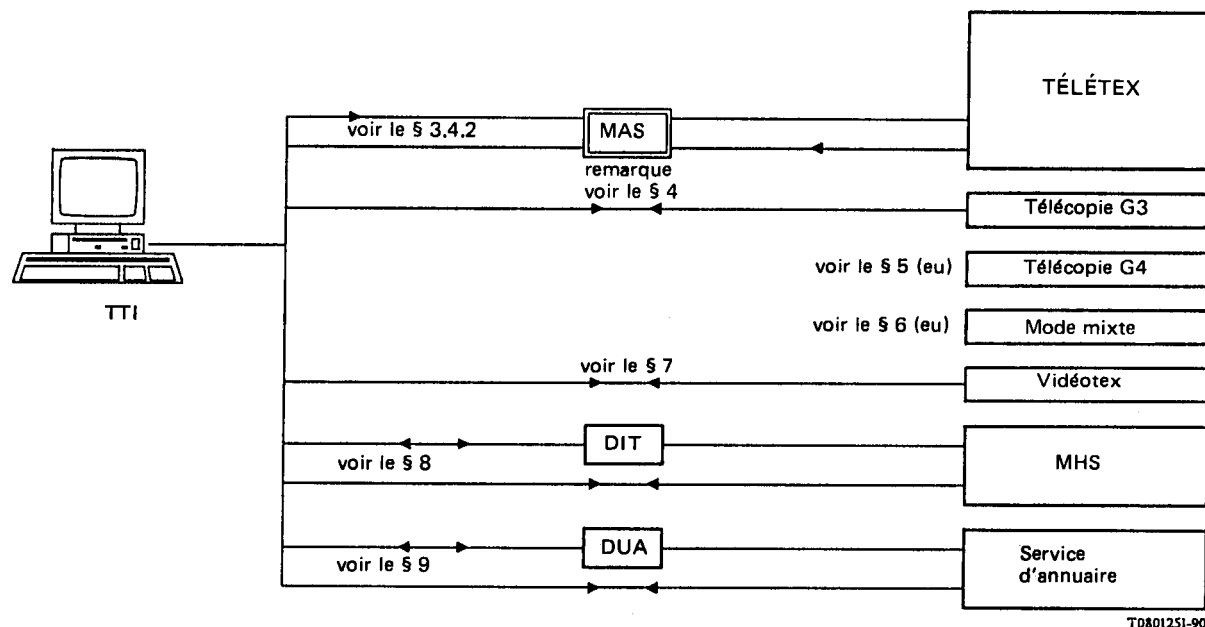 TÉLÉTEX
voir le § 3.4.2
MAS
remarque
voir le § 4
Télécopie G3
voir le § 5 (eu)
Télécopie G4
TTI
voir le § 6 (eu)
Mode mixte
voir le § 7
Vidéotex
DIT
voir le § 8
MHS
DUA
voir le § 9
Service
d'annuaire
T0801251-90